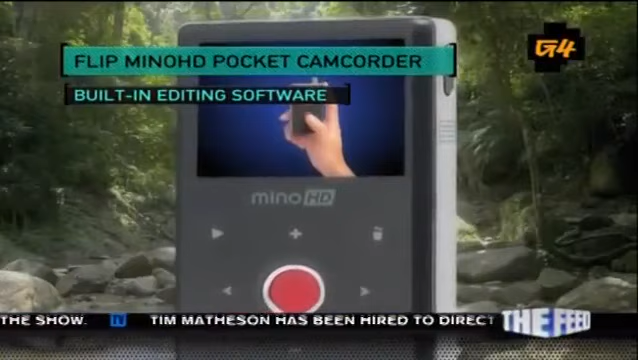 G4
FLIP MINOHD POCKET CAMCORDER
BUILT-IN EDITING SOFTWARE
mino HD
THE SHOW. TV TIM MATHESON HAS BEEN HIRED TO DIRECT THE FEED